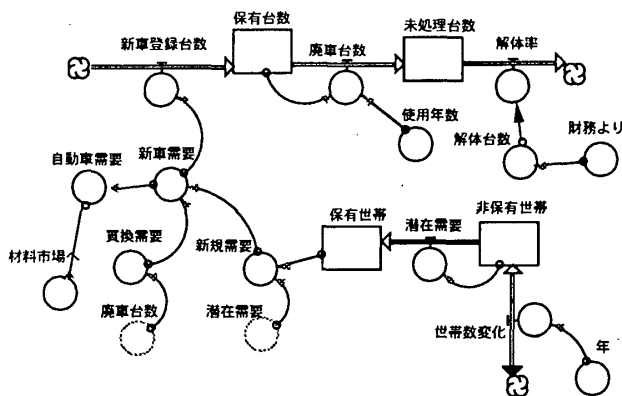 保有台数
未処理台数
新車登録台数
廃車台数
解体率
使用年数
解体台数
財務より
自動車需要
新車需要
保有世帯
潜在需要
非保有世帯
買換需要
新規需要
材料市場へ
廃車台数
潜在需要
世帯数変化
年